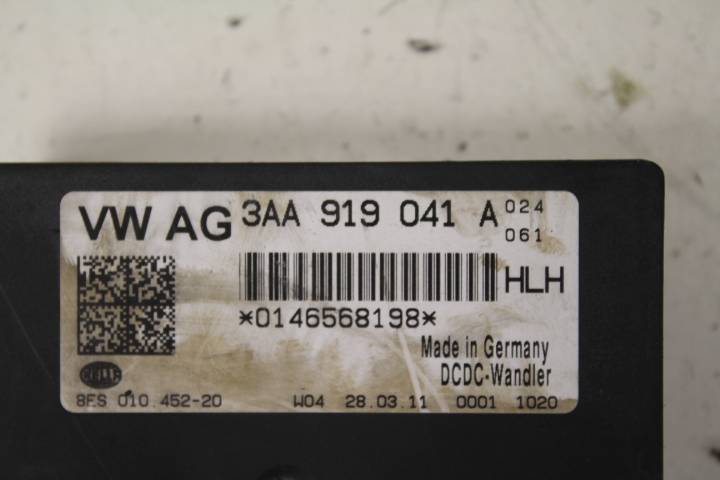 VW AG 3AA 919 041 A 024
061
HLH
*0146568198*
Made in Germany
DCDC-Wandler
HELLA
8ES 010.452-20 W04 28.03.11 0001 1020